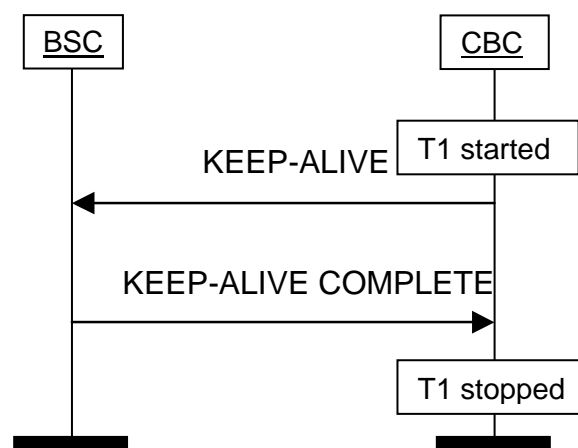 BSC
CBC
T1 started
KEEP-ALIVE
KEEP-ALIVE COMPLETE
T1 stopped